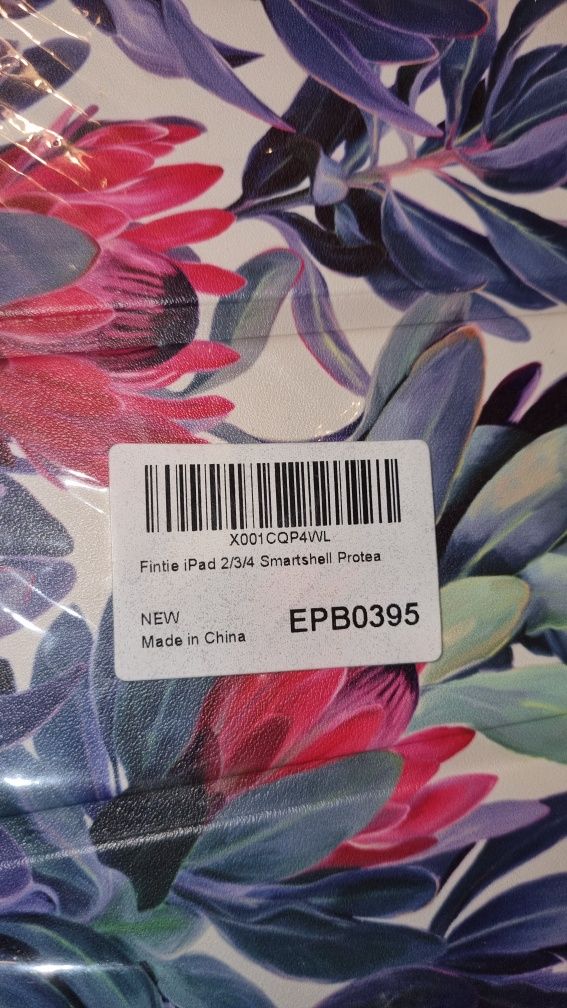 X001CQP4WL
Fintie iPad 2/3/4 Smartshell Protea
NEW
Made in China
EPB0395